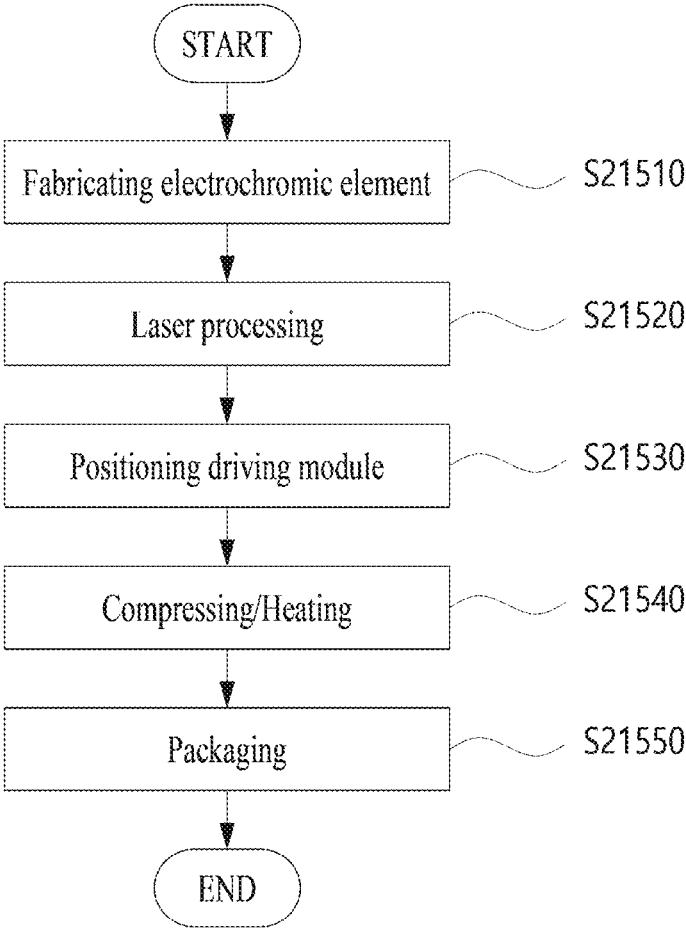 START
Fabricating electrochromic element
S21510
Laser processing
S21520
Positioning driving module
S21530
Compressing/Heating
S21540
Packaging
S21550
END